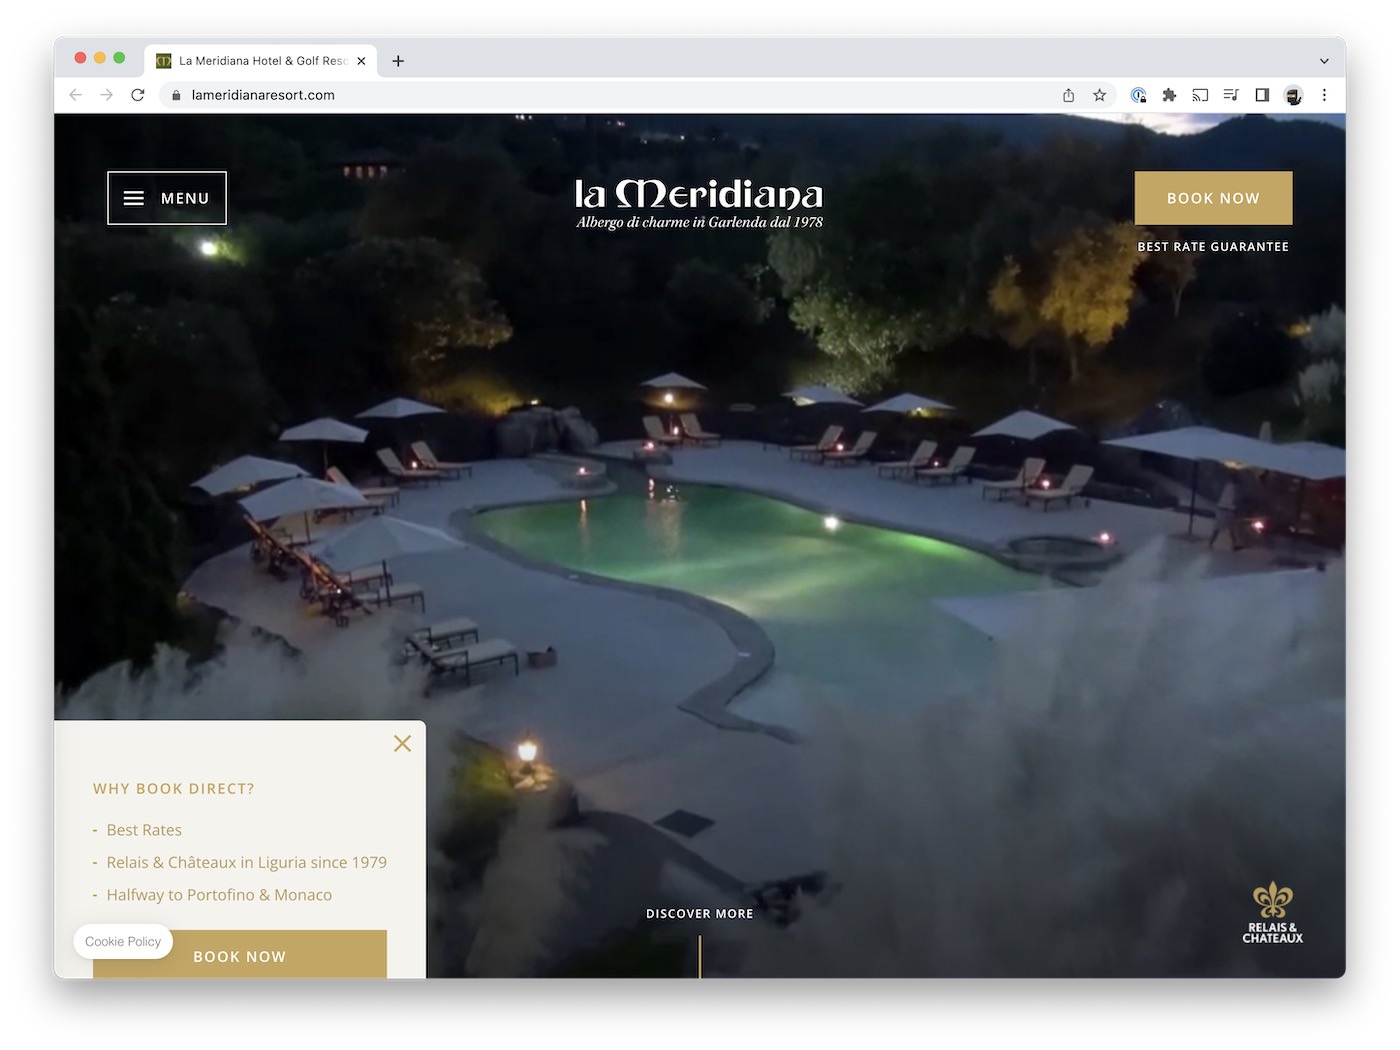 La Meridiana Hotel & Golf Reso
lameridianaresort.com
MENU
la Meridiana
Albergo di charme in Garlenda dal 1978
BOOK NOW
BEST RATE GUARANTEE
WHY BOOK DIRECT?
- Best Rates
- Relais & Châteaux in Liguria since 1979
- Halfway to Portofino & Monaco
Cookie Policy
BOOK NOW
DISCOVER MORE
RELAIS &
CHATEAUX